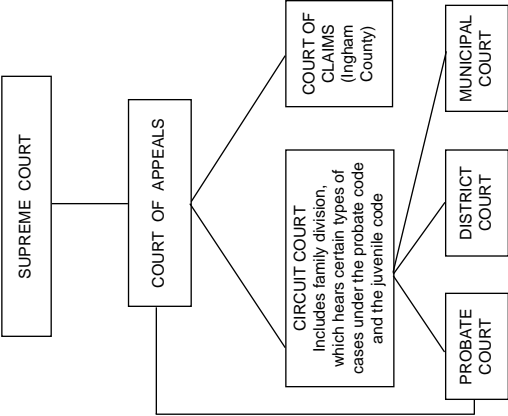 SUPREME COURT
COURT OF APPEALS
CIRCUIT COURT
Includes family division,
which hears certain types of
cases under the probate code
and the juvenile code
COURT OF
CLAIMS
(Ingham
County)
PROBATE
COURT
DISTRICT
COURT
MUNICIPAL
COURT